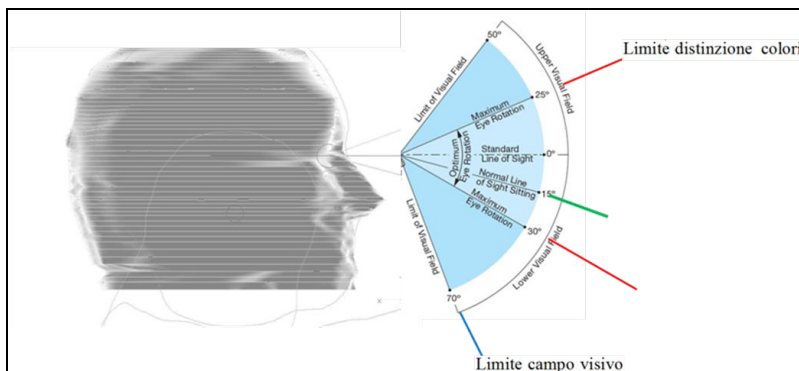 50°
Limite distinzione colori
Upper Visual Field
Limit of Visual Field
25°
Maximum
Eye Rotation
Standard
Line of Sight
0°
Optimum
Eye Rotation
Normal Line
of Sight Sitting
15°
Maximum
Eye Rotation
30°
Limit of Visual Field
Lower Visual Field
70°
x
Limite campo visivo